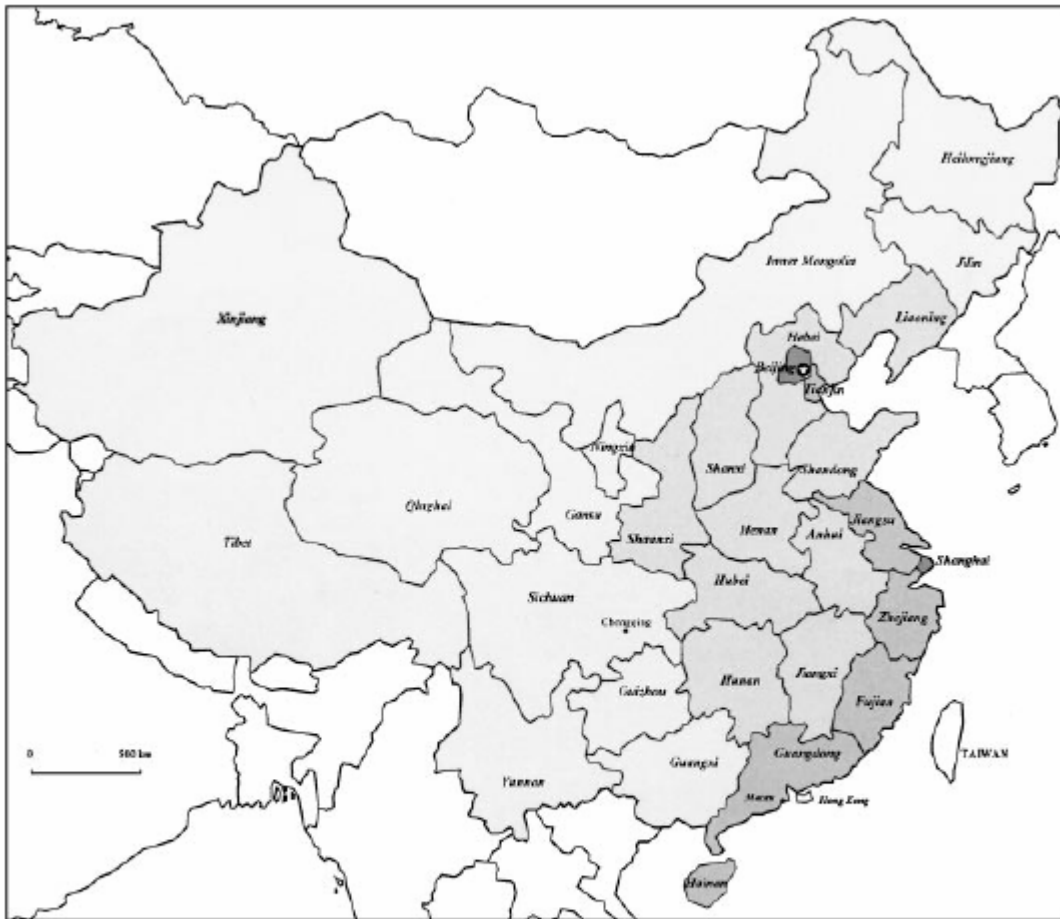 Heilongjiang
Jilin
Inner Mongolia
Liaoning
Xinjiang
Hebei
Beijing
Tianjin
Ningxia
Shanxi
Shandong
Qinghai
Gansu
Shaanxi
Henan
Jiangsu
Anhui
Tibet
Shanghai
Hubei
Sichuan
Chongqing
Zhejiang
Hunan
Jiangxi
Guizhou
Fujian
TAIWAN
Guangdong
Guangxi
Yunnan
Macau
Hong Kong
Hainan
0 560 km